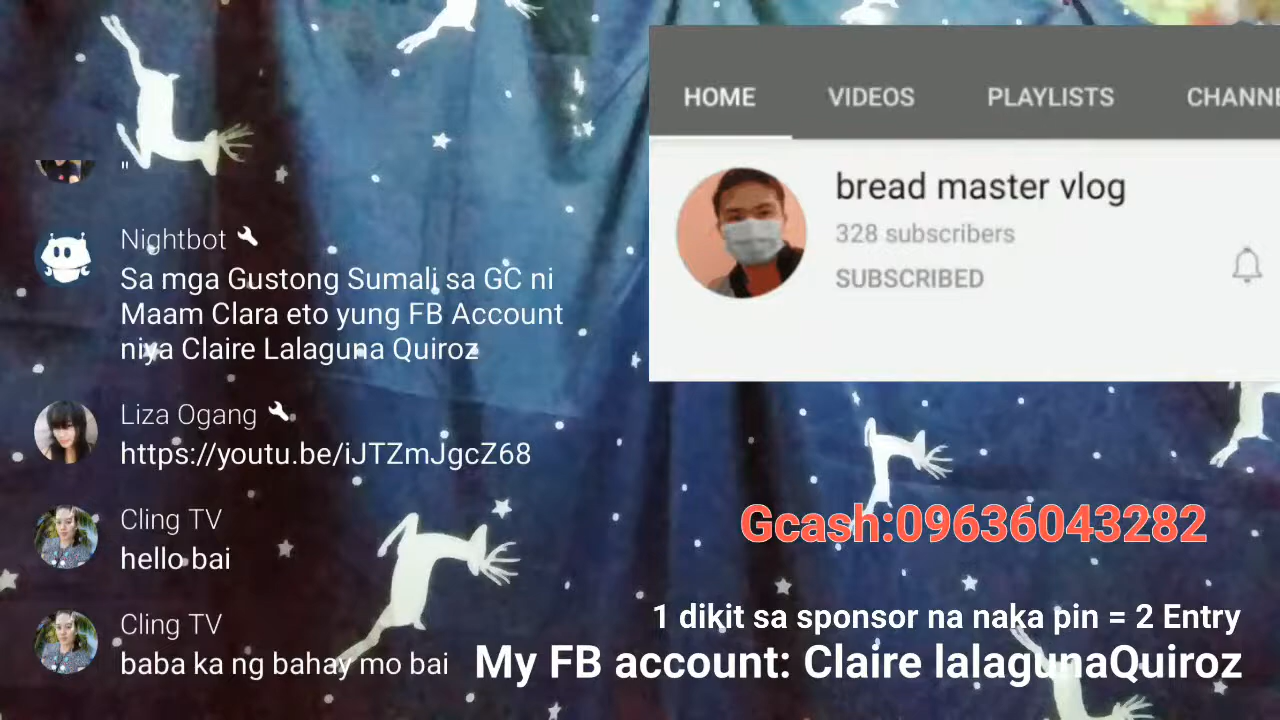 HOME VIDEOS PLAYLISTS CHANNE
bread master vlog
328 subscribers
SUBSCRIBED
"
Nightbot
Sa mga Gustong Sumali sa GC ni
Maam Clara eto yung FB Account
niya Claire Lalaguna Quiroz
Liza Ogang
https://youtu.be/iJTZmJgcZ68
Cling TV
hello bai
Cling TV
baba ka ng bahay mo bai
Gcash:09636043282
1 dikit sa sponsor na naka pin = 2 Entry
My FB account: Claire lalagunaQuiroz